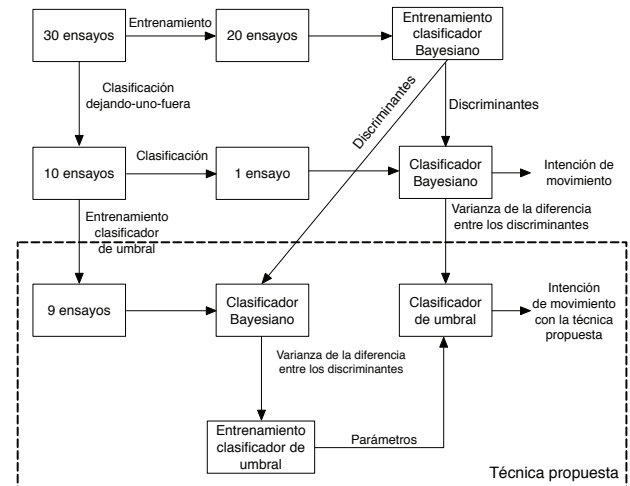 30 ensayos
Entrenamiento
20 ensayos
Entrenamiento
clasificador
Bayesiano
Clasificación
dejando-uno-fuera
Discriminantes
Discriminantes
10 ensayos
Clasificación
1 ensayo
Clasificador
Bayesiano
Intención de
movimiento
Entrenamiento
clasificador
de umbral
Varianza de la diferencia
entre los discriminantes
9 ensayos
Clasificador
Bayesiano
Clasificador
de umbral
Intención
de movimiento
con la técnica
propuesta
Varianza de la diferencia
entre los discriminantes
Entrenamiento
clasificador de
umbral
Parámetros
Técnica propuesta